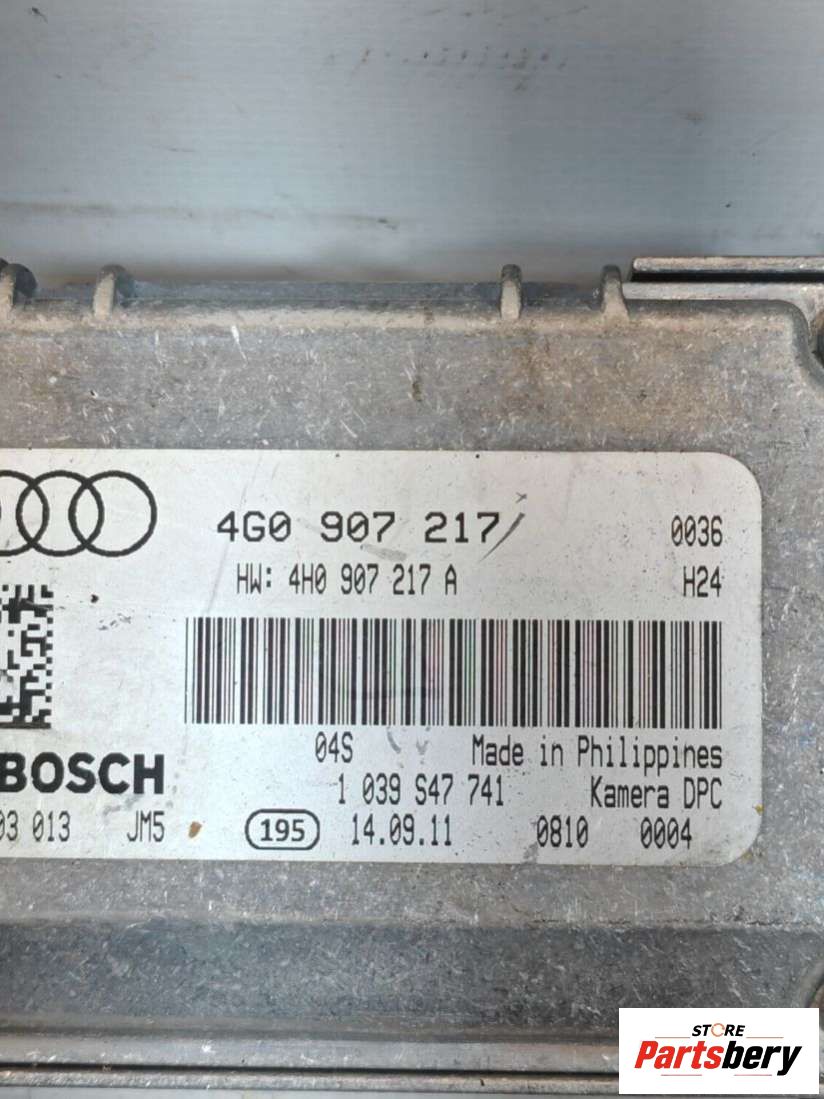 4G0 907 217 0036
HW: 4H0 907 217 A H24
04S Made in Philippines
BOSCH
1 039 S47 741 Kamera DPC
03 013 JM5 195 14.09.11 0810 0004
STORE
Partsbery